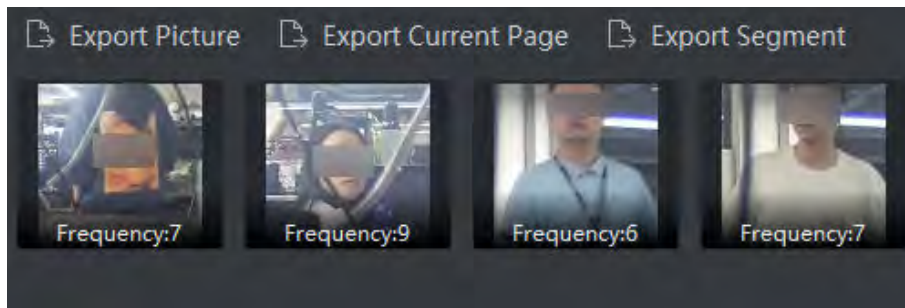 Export Picture Export Current Page Export Segment
Frequency:7 Frequency:9 Frequency:6 Frequency:7